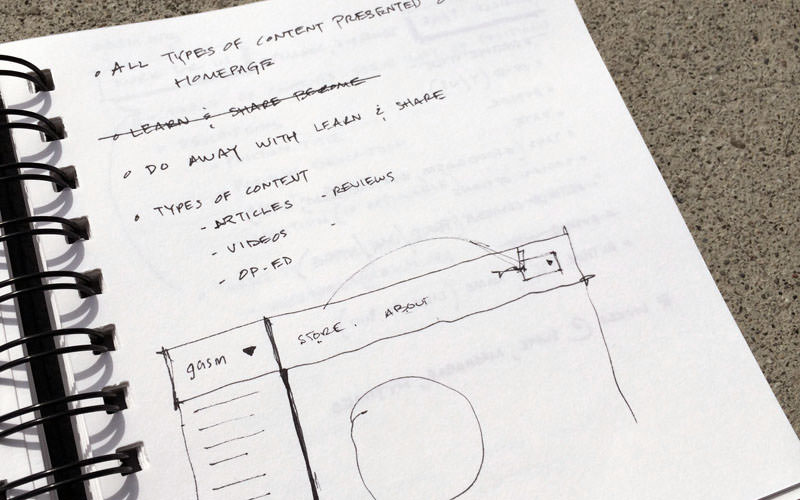 • ALL TYPES OF CONTENT PRESENTED
HOMEPAGE
• LEARN & SHARE BECOME
• DO AWAY WITH LEARN & SHARE
• TYPES OF CONTENT
- ARTICLES - REVIEWS
- VIDEOS -
- OP-ED
gasm ▼ STORE. ABOUT